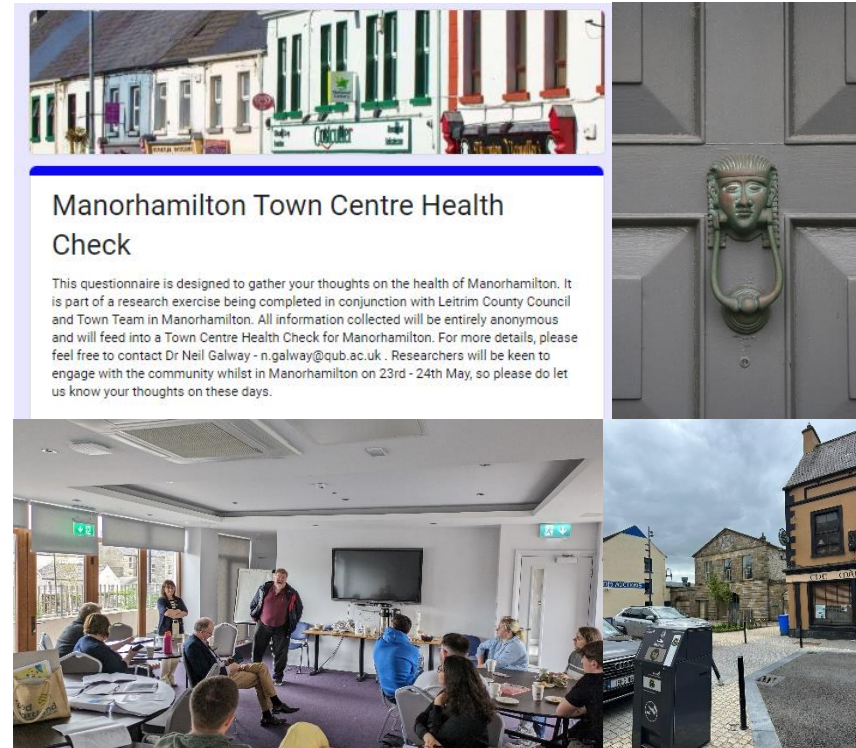 Costcutter
Manorhamilton Town Centre Health
Check
This questionnaire is designed to gather your thoughts on the health of Manorhamilton. It
is part of a research exercise being completed in conjunction with Leitrim County Council
and Town Team in Manorhamilton. All information collected will be entirely anonymous
and will feed into a Town Centre Health Check for Manorhamilton. For more details, please
feel free to contact Dr Neil Galway - n.galway@qub.ac.uk . Researchers will be keen to
engage with the community whilst in Manorhamilton on 23rd - 24th May, so please do let
us know your thoughts on these days.